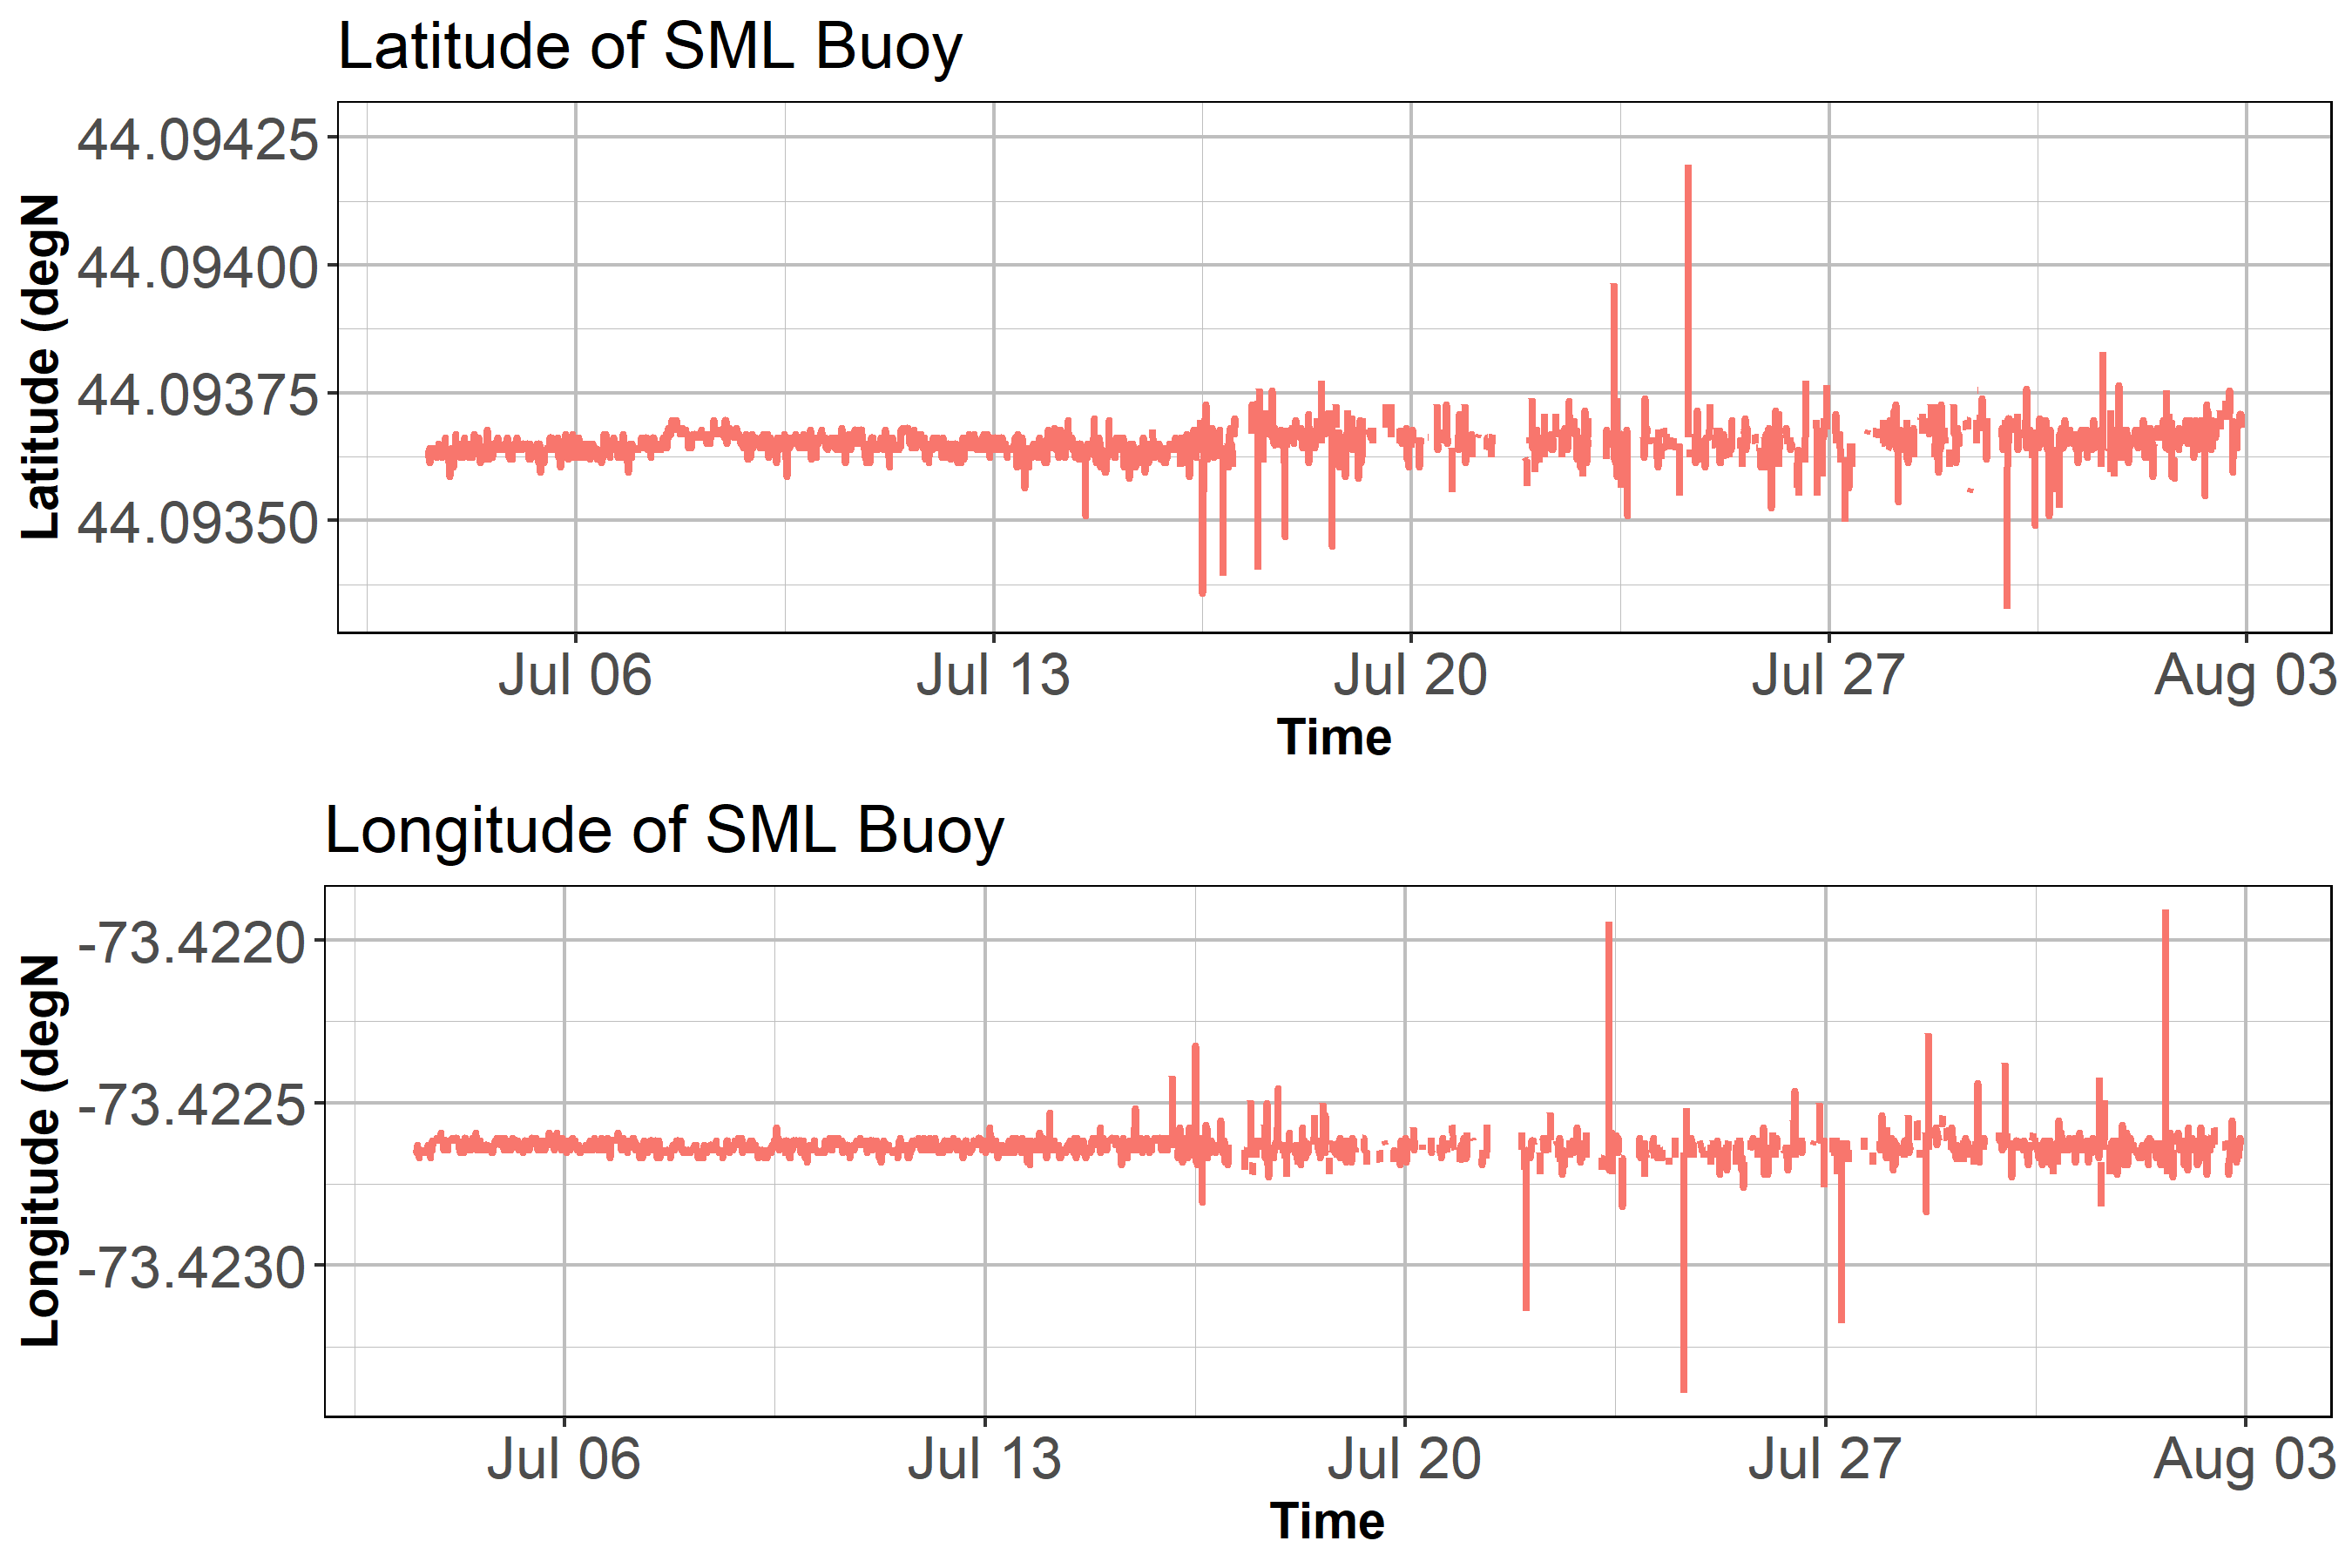 Latitude of SML Buoy
Latitude (degN
44.09425
44.09400
44.09375
44.09350
Jul 06 Jul 13 Jul 20 Jul 27 Aug 03
Time
Longitude of SML Buoy
Longitude (degN
-73.4220
-73.4225
-73.4230
Jul 06 Jul 13 Jul 20 Jul 27 Aug 03
Time